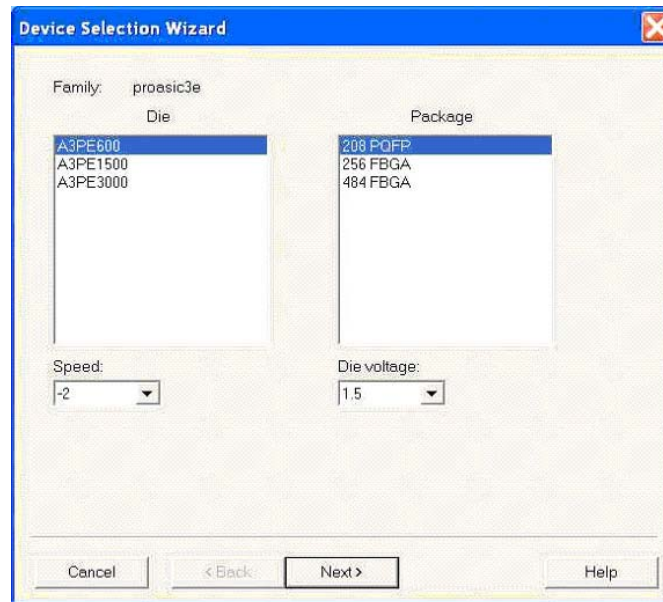 Device Selection Wizard
Family: proasic3e
Die
Package
A3PE600
A3PE1500
A3PE3000
208 PQFP
256 FBGA
484 FBGA
Speed:
-2
Die voltage:
1.5
Cancel
< Back
Next >
Help